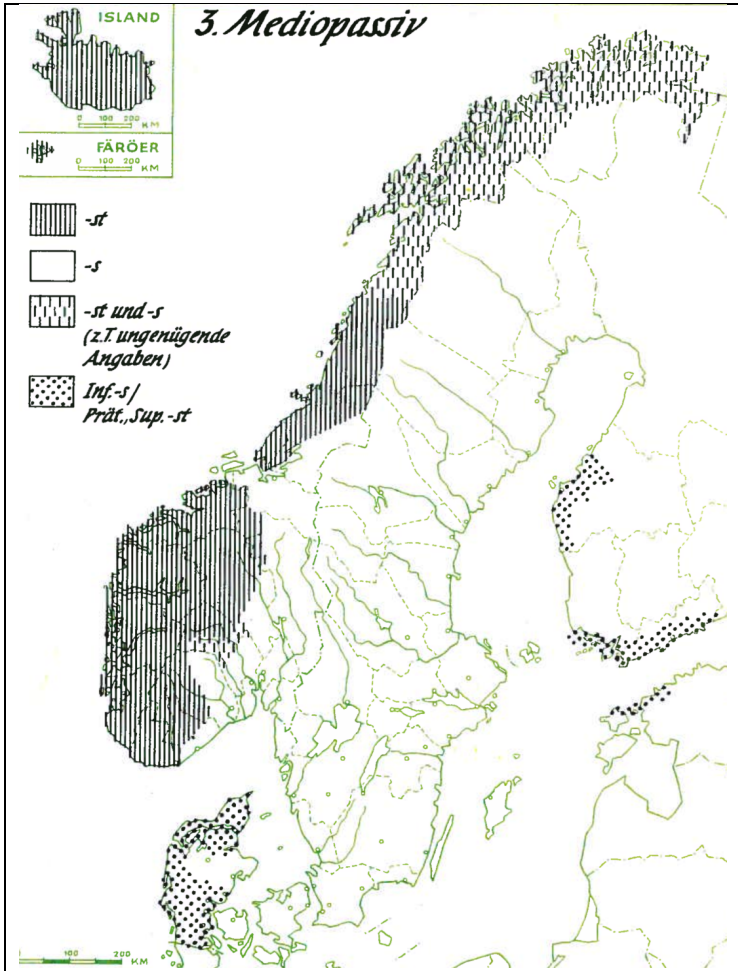 3. Mediopassiv
ISLAND
0 100 200
KM
FÄRÖER
0 100 200
KM
-st
-s
-st und -s
(z.T. ungenügende
Angaben)
Inf.-s/
Prät.,Sup.-st
100 200
KM